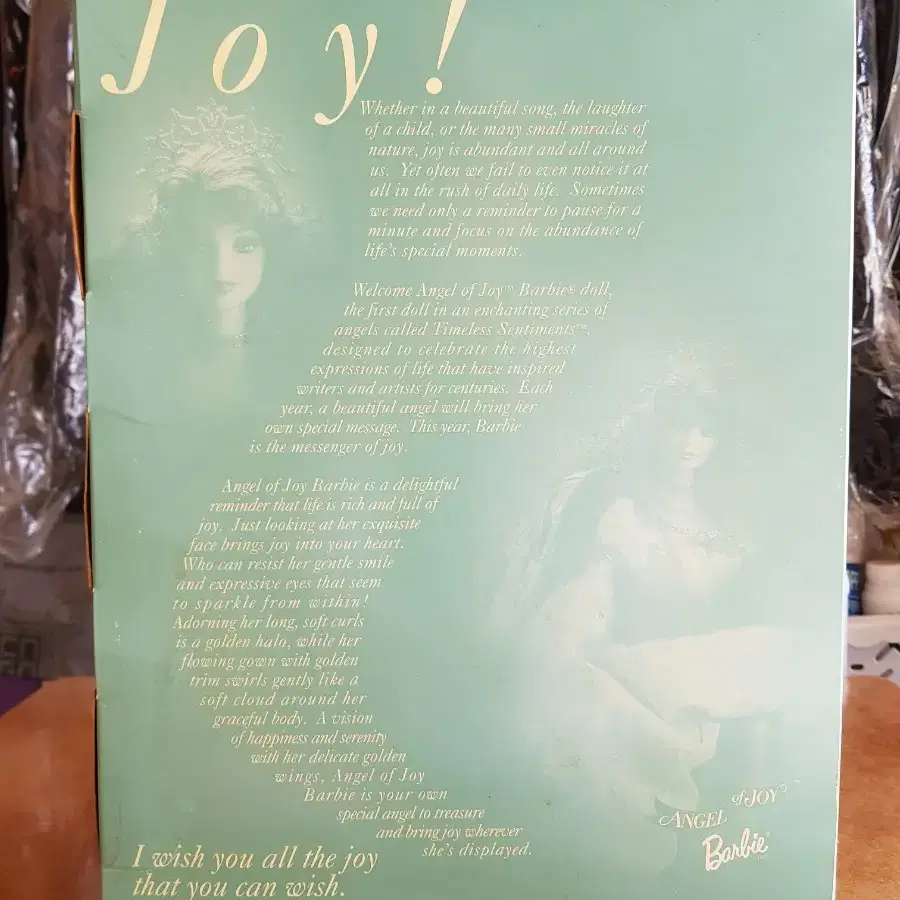 Joy!
Whether in a beautiful song, the laughter
of a child, or the many small miracles of
nature, joy is abundant and all around
us. Yet often we fail to even notice it at
all in the rush of daily life. Sometimes
we need only a reminder to pause for a
minute and focus on the abundance of
life's special moments.
Welcome Angel of Joy™ Barbie® doll,
the first doll in an enchanting series of
angels called Timeless Sentiments™,
designed to celebrate the highest
expressions of life that have inspired
writers and artists for centuries. Each
year, a beautiful angel will bring her
own special message. This year, Barbie
is the messenger of joy.
Angel of Joy Barbie is a delightful
reminder that life is rich and full of
joy. Just looking at her exquisite
face brings joy into your heart.
Who can resist her gentle smile
and expressive eyes that seem
to sparkle from within!
Adorning her long, soft curls
is a golden halo, while her
flowing gown with golden
trim swirls gently like a
soft cloud around her
graceful body. A vision
of happiness and serenity
with her delicate golden
wings, Angel of Joy
Barbie is your own
special angel to treasure
and bring joy wherever
she's displayed.
I wish you all the joy
that you can wish.
ANGEL of JOY
Barbie